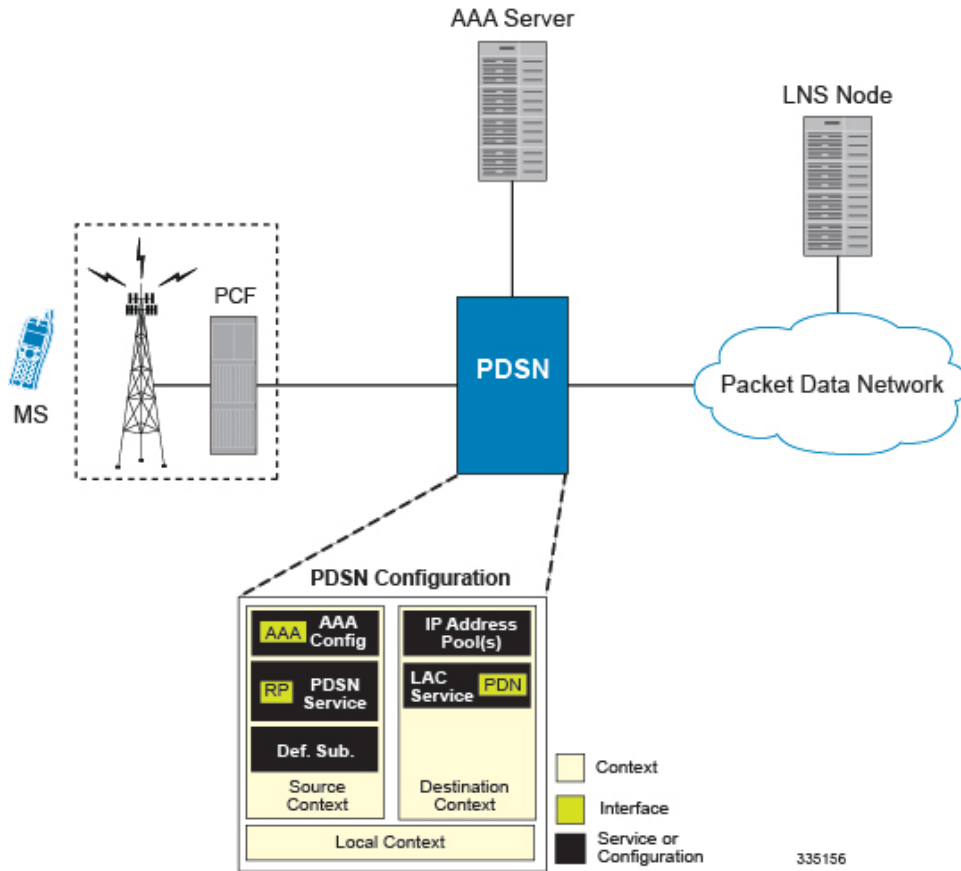 AAA Server
LNS Node
PCF
MS
PDSN
Packet Data Network
PDSN Configuration
AAA
AAA
Config
RP
PDSN
Service
Def. Sub.
Source
Context
IP Address
Pool(s)
LAC
Service
PDN
Destination
Context
Local Context
Context
Interface
Service or
Configuration
335156